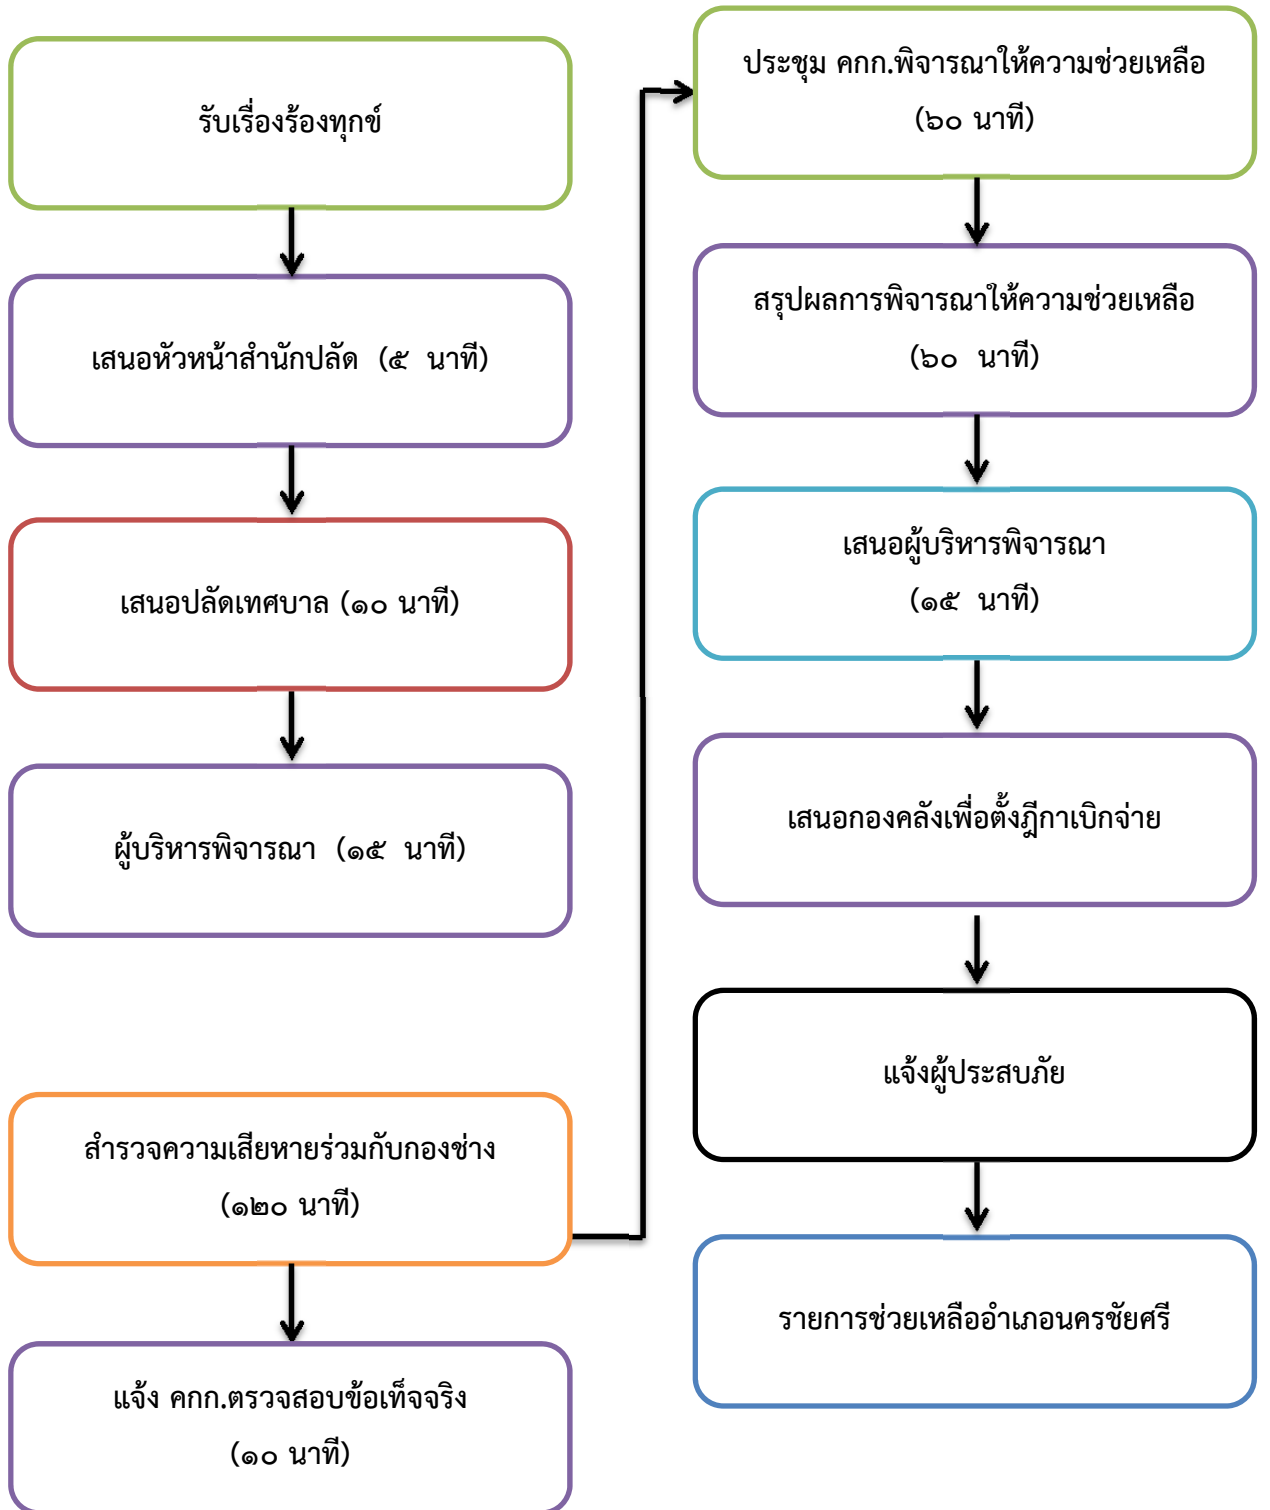 รับเรื่องร้องทุกข์
เสนอหัวหน้าสำนักปลัด (๕ นาที)
เสนอปลัดเทศบาล (๑๐ นาที)
ผู้บริหารพิจารณา (๑๕ นาที)
สำรวจความเสียหายร่วมกับกองช่าง
(๑๒๐ นาที)
แจ้ง คกก.ตรวจสอบข้อเท็จจริง
(๑๐ นาที)
ประชุม คกก.พิจารณาให้ความช่วยเหลือ
(๖๐ นาที)
สรุปผลการพิจารณาให้ความช่วยเหลือ
(๖๐ นาที)
เสนอผู้บริหารพิจารณา
(๑๕ นาที)
เสนอกองคลังเพื่อตั้งฎีกาเบิกจ่าย
แจ้งผู้ประสบภัย
รายการช่วยเหลืออำเภอนครชัยศรี